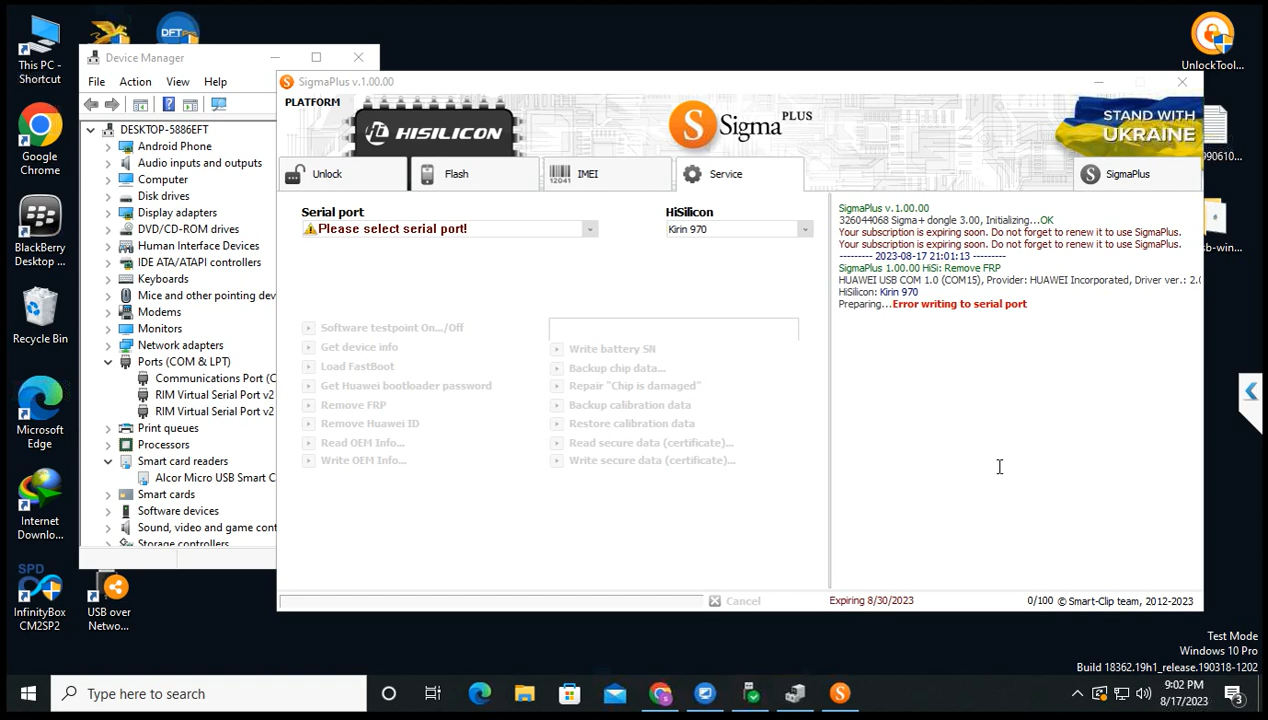 This PC -
Shortcut
Google
Chrome
BlackBerry
Desktop ...
Recycle Bin
Microsoft
Edge
Internet
Downlo...
SPD
InfinityBox
CM2SP2
DFT
USB over
Netwo...
UnlockTool...
990610...
sb-win...
Device Manager
File Action View Help
DESKTOP-5886EFT
Android Phone
Audio inputs and outputs
Computer
Disk drives
Display adapters
DVD/CD-ROM drives
Human Interface Devices
IDE ATA/ATAPI controllers
Keyboards
Mice and other pointing dev
Modems
Monitors
Network adapters
Ports (COM & LPT)
Communications Port (C
RIM Virtual Serial Port v2
RIM Virtual Serial Port v2
Print queues
Processors
Smart card readers
Alcor Micro USB Smart C
Smart cards
Software devices
Sound, video and game cont
Storage controllers
SigmaPlus v.1.00.00
PLATFORM
HISILICON
S Sigma PLUS
STAND WITH
UKRAINE
Unlock
Flash
12041
IMEI
Service
SigmaPlus
Serial port
Please select serial port!
HiSilicon
Kirin 970
Software testpoint On.../Off
Get device info
Load FastBoot
Get Huawei bootloader password
Remove FRP
Remove Huawei ID
Read OEM Info...
Write OEM Info...
Write battery SN
Backup chip data...
Repair "Chip is damaged"
Backup calibration data
Restore calibration data
Read secure data (certificate)...
Write secure data (certificate)...
SigmaPlus v.1.00.00
326044068 Sigma+ dongle 3.00, Initializing...OK
Your subscription is expiring soon. Do not forget to renew it to use SigmaPlus.
Your subscription is expiring soon. Do not forget to renew it to use SigmaPlus.
--------- 2023-08-17 21:01:13 ---------
SigmaPlus 1.00.00 HiSi: Remove FRP
HUAWEI USB COM 1.0 (COM15), Provider: HUAWEI Incorporated, Driver ver.: 2.0
HiSilicon: Kirin 970
Preparing...Error writing to serial port
Cancel
Expiring 8/30/2023
0/100 © Smart-Clip team, 2012-2023
Test Mode
Windows 10 Pro
Build 18362.19h1_release.190318-1202
Type here to search
9:02 PM
8/17/2023
3